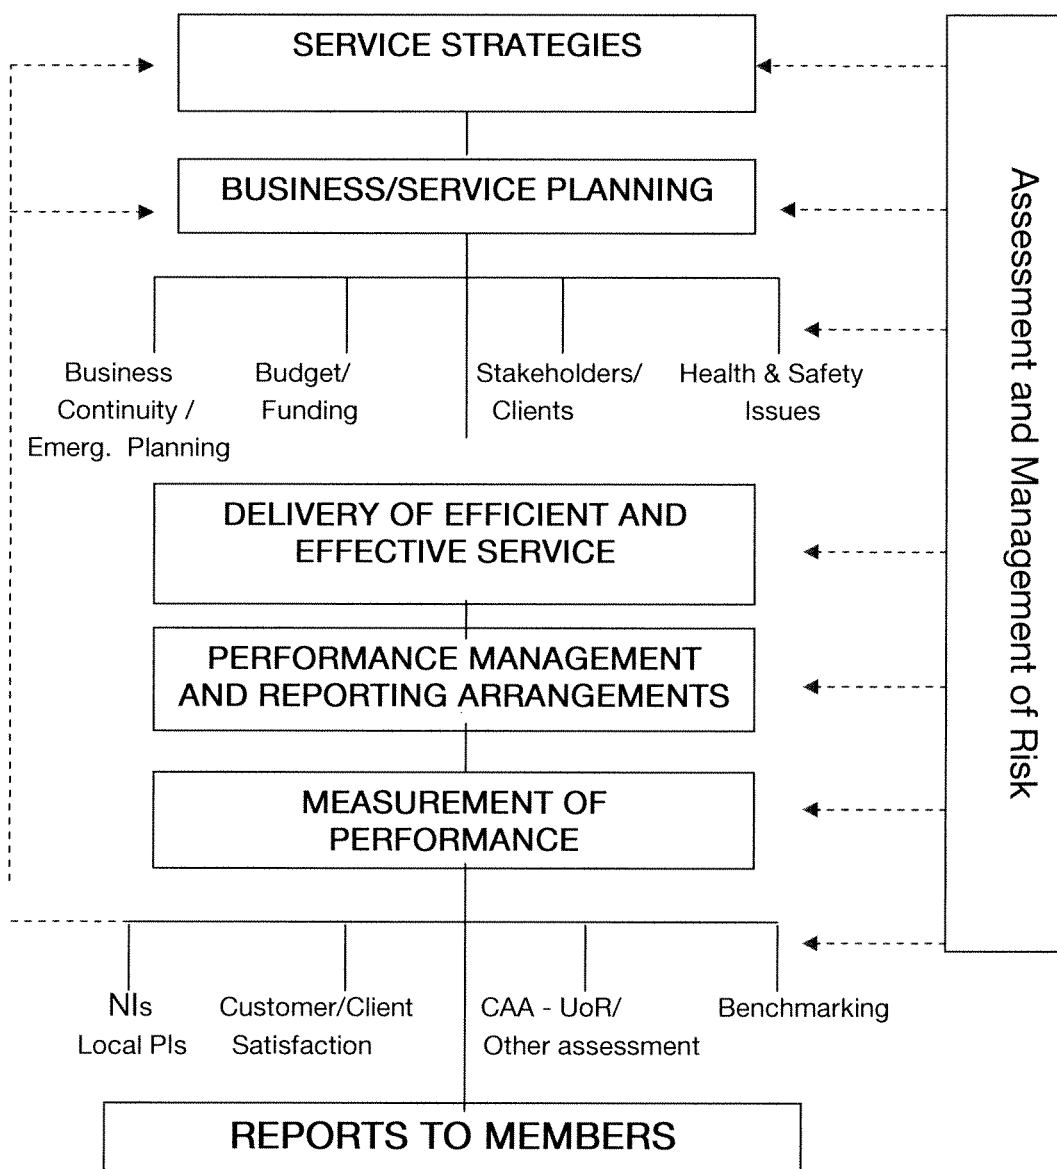 SERVICE STRATEGIES
BUSINESS/SERVICE PLANNING
Business
Continuity /
Emerg. Planning
Budget/
Funding
Stakeholders/
Clients
Health & Safety
Issues
DELIVERY OF EFFICIENT AND
EFFECTIVE SERVICE
PERFORMANCE MANAGEMENT
AND REPORTING ARRANGEMENTS
MEASUREMENT OF
PERFORMANCE
NIs
Local PIs
Customer/Client
Satisfaction
CAA - UoR/
Other assessment
Benchmarking
REPORTS TO MEMBERS
Assessment and Management of Risk